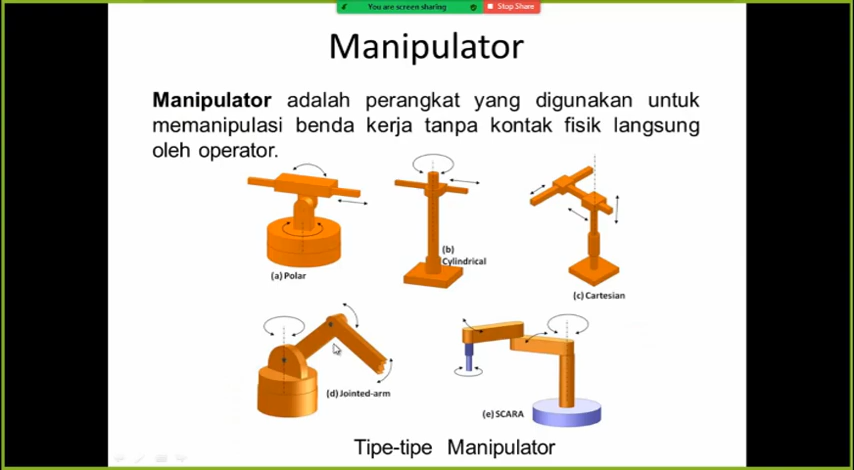 You are screen sharing
Stop Share
Manipulator
Manipulator adalah perangkat yang digunakan untuk
memanipulasi benda kerja tanpa kontak fisik langsung
oleh operator.
(a) Polar
(b)
Cylindrical
(c) Cartesian
(d) Jointed-arm
(e) SCARA
Tipe-tipe Manipulator